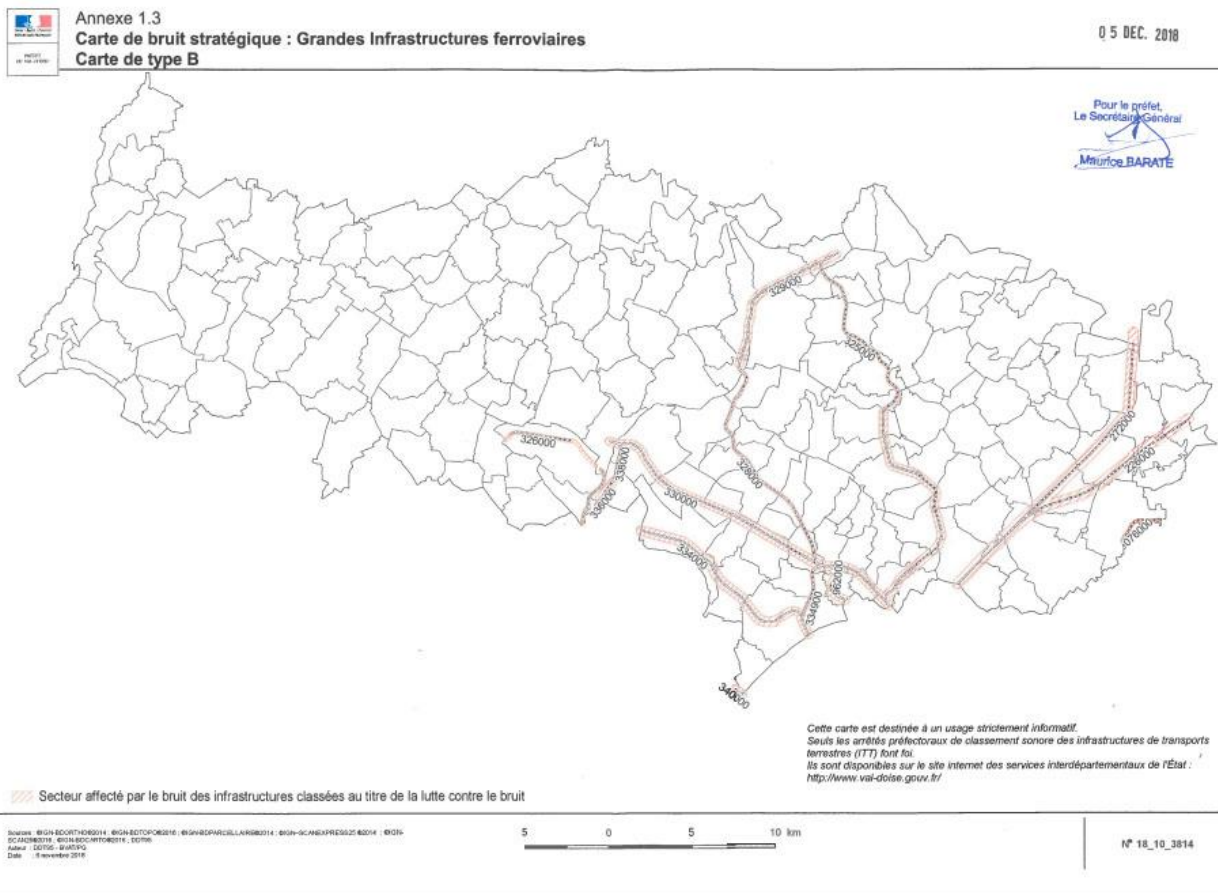 Annexe 1.3
Carte de bruit stratégique : Grandes Infrastructures ferroviaires
Carte de type B
0 5 DEC. 2018
Pour le préfet,
Le Secrétaire Général
Maurice BARATE
329000
325000
272000
226000
326000
338000
336000
330000
328000
076000
334000
962000
334900
340000
Cette carte est destinée à un usage strictement informatif.
Seuls les arrêtés préfectoraux de classement sonore des infrastructures de transports
terrestres (ITT) font foi.
Ils sont disponibles sur le site internet des services interdépartementaux de l'État :
http://www.val-doise.gouv.fr/
Secteur affecté par le bruit des infrastructures classées au titre de la lutte contre le bruit
5 0 5 10 km
N° 18_10_3814